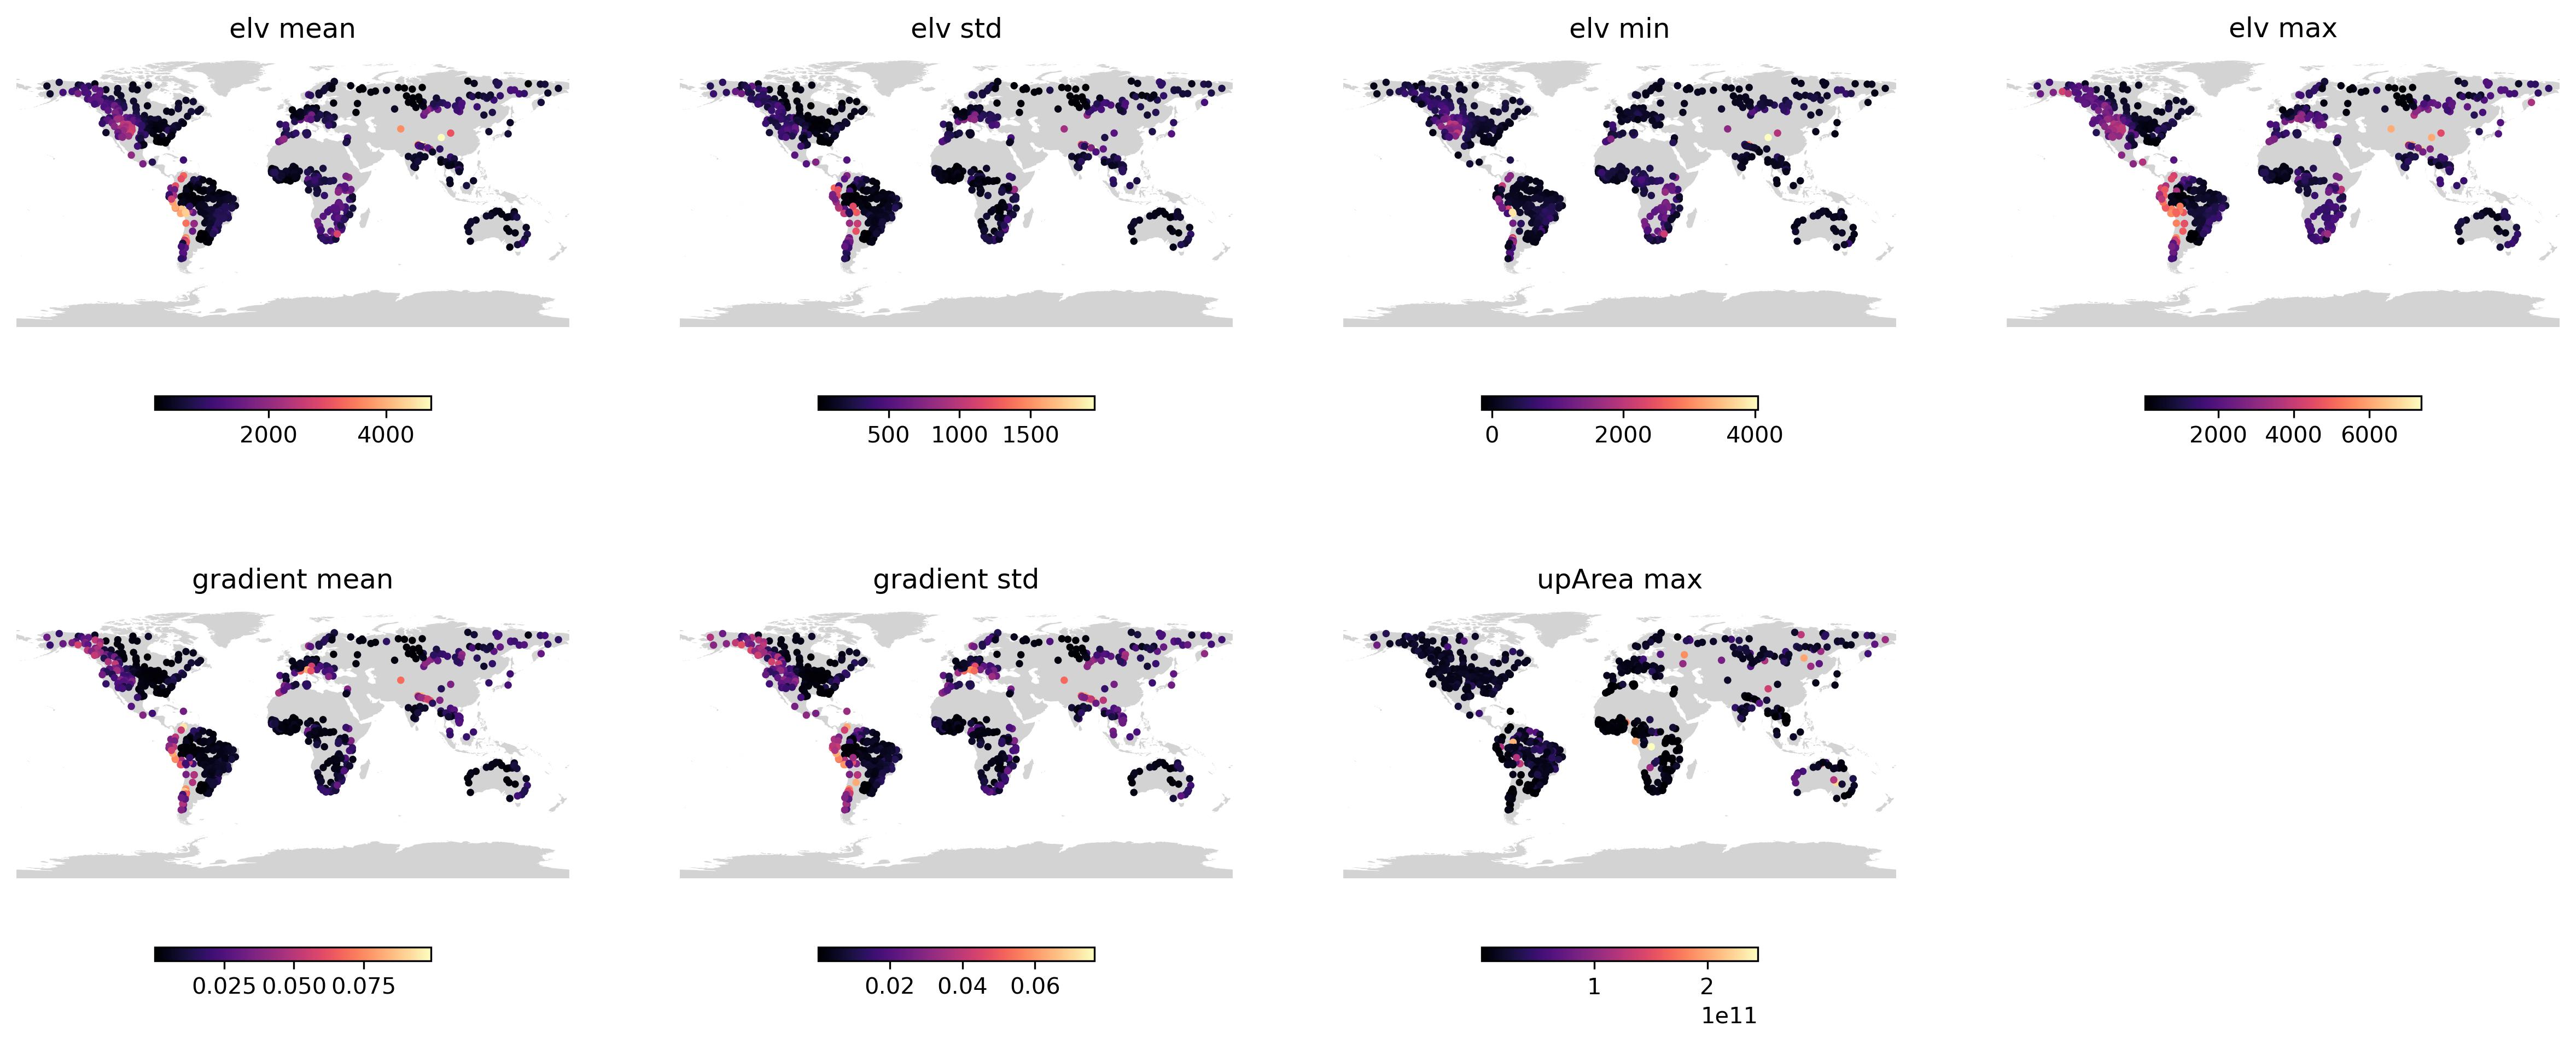 elv mean
elv std
elv min
elv max
2000 4000
500 1000 1500
0 2000 4000
2000 4000 6000
gradient mean
gradient std
upArea max
0.025 0.050 0.075
0.02 0.04 0.06
1 2
1e11